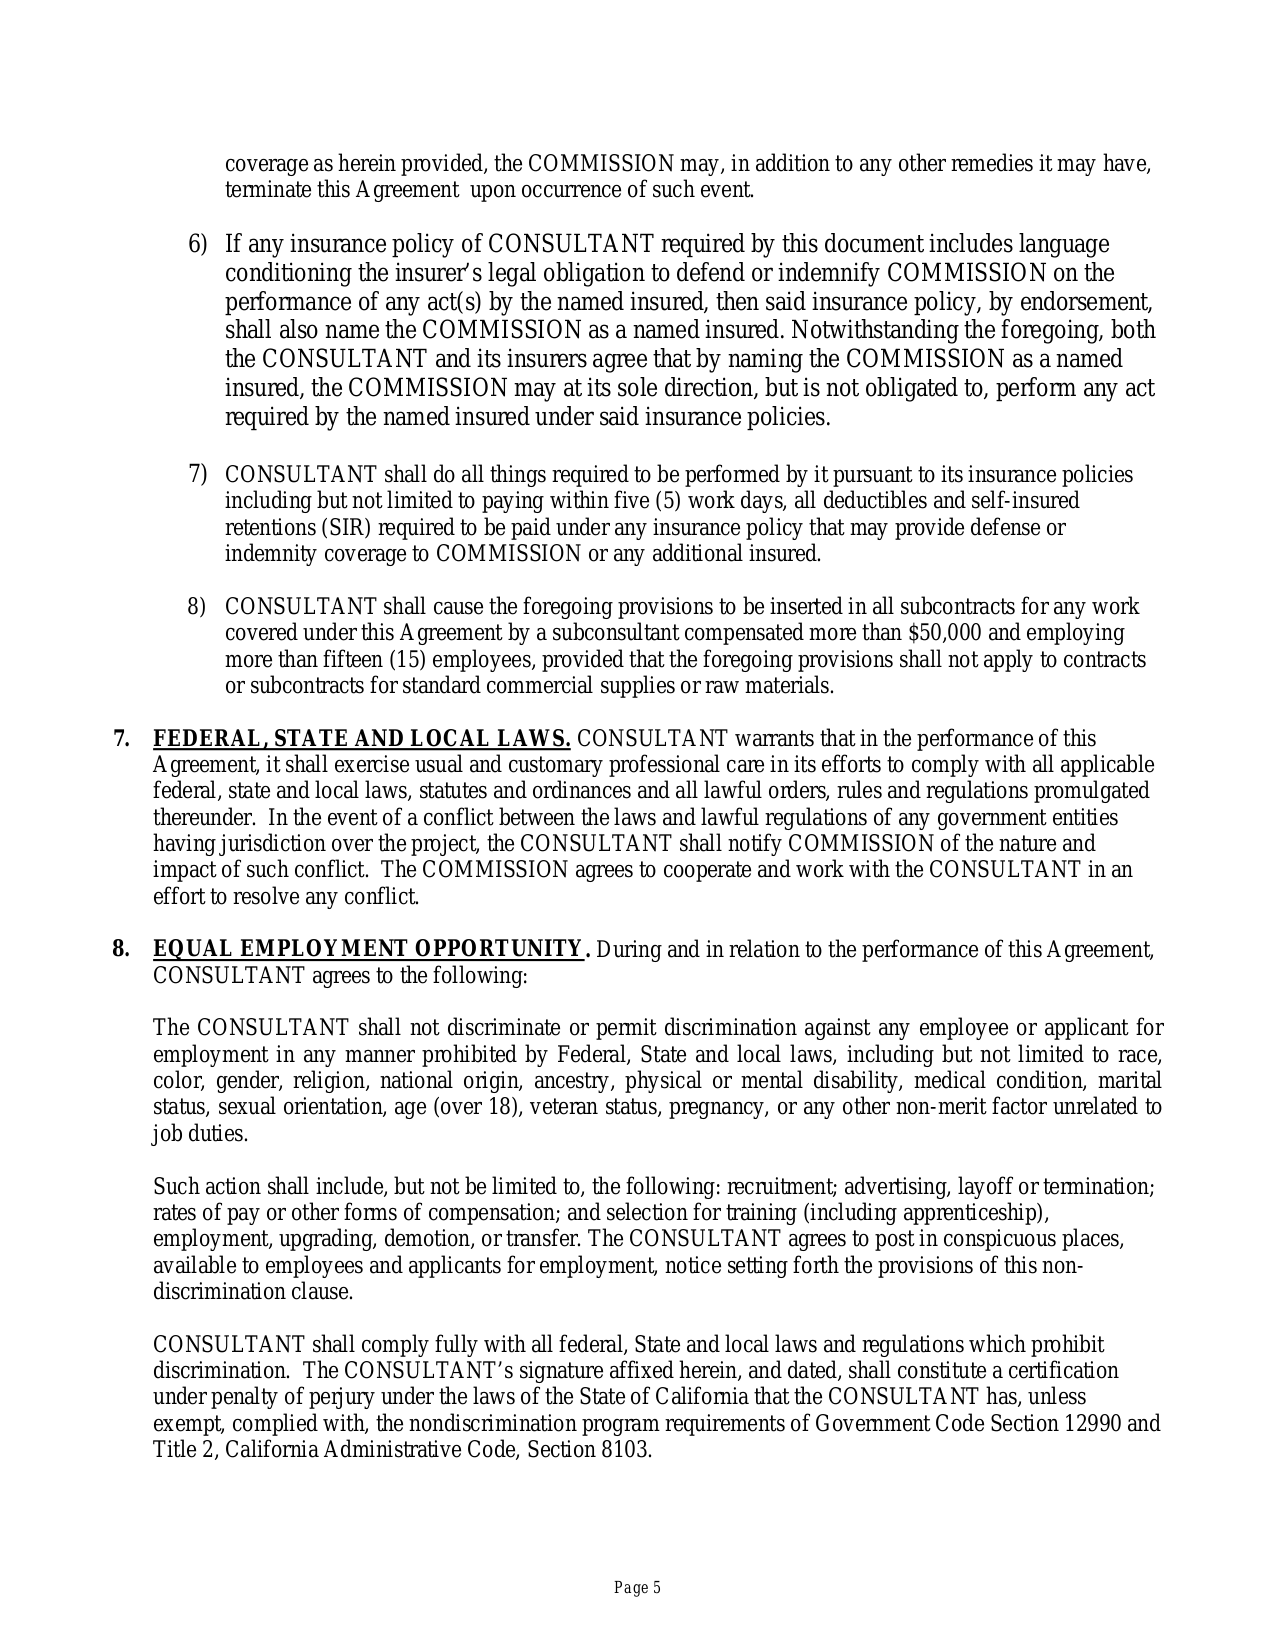 coverage as herein provided, the COMMISSION may, in addition to any other remedies it may have,
terminate this Agreement  upon occurrence of such event.
6) If any insurance policy of CONSULTANT required by this document includes language
conditioning the insurer's legal obligation to defend or indemnify COMMISSION on the
performance of any act(s) by the named insured, then said insurance policy, by endorsement,
shall also name the COMMISSION as a named insured. Notwithstanding the foregoing, both
the CONSULTANT and its insurers agree that by naming the COMMISSION as a named
insured, the COMMISSION may at its sole direction, but is not obligated to, perform any act
required by the named insured under said insurance policies.
7) CONSULTANT shall do all things required to be performed by it pursuant to its insurance policies
including but not limited to paying within five (5) work days, all deductibles and self-insured
retentions (SIR) required to be paid under any insurance policy that may provide defense or
indemnity coverage to COMMISSION or any additional insured.
8) CONSULTANT shall cause the foregoing provisions to be inserted in all subcontracts for any work
covered under this Agreement by a subconsultant compensated more than $50,000 and employing
more than fifteen (15) employees, provided that the foregoing provisions shall not apply to contracts
or subcontracts for standard commercial supplies or raw materials.
7. FEDERAL, STATE AND LOCAL LAWS. CONSULTANT warrants that in the performance of this
Agreement, it shall exercise usual and customary professional care in its efforts to comply with all applicable
federal, state and local laws, statutes and ordinances and all lawful orders, rules and regulations promulgated
thereunder.  In the event of a conflict between the laws and lawful regulations of any government entities
having jurisdiction over the project, the CONSULTANT shall notify COMMISSION of the nature and
impact of such conflict.  The COMMISSION agrees to cooperate and work with the CONSULTANT in an
effort to resolve any conflict.
8. EQUAL EMPLOYMENT OPPORTUNITY. During and in relation to the performance of this Agreement,
CONSULTANT agrees to the following:
The CONSULTANT shall not discriminate or permit discrimination against any employee or applicant for
employment in any manner prohibited by Federal, State and local laws, including but not limited to race,
color, gender, religion, national origin, ancestry, physical or mental disability, medical condition, marital
status, sexual orientation, age (over 18), veteran status, pregnancy, or any other non-merit factor unrelated to
job duties.
Such action shall include, but not be limited to, the following: recruitment; advertising, layoff or termination;
rates of pay or other forms of compensation; and selection for training (including apprenticeship),
employment, upgrading, demotion, or transfer. The CONSULTANT agrees to post in conspicuous places,
available to employees and applicants for employment, notice setting forth the provisions of this non-
discrimination clause.
CONSULTANT shall comply fully with all federal, State and local laws and regulations which prohibit
discrimination.  The CONSULTANT's signature affixed herein, and dated, shall constitute a certification
under penalty of perjury under the laws of the State of California that the CONSULTANT has, unless
exempt, complied with, the nondiscrimination program requirements of Government Code Section 12990 and
Title 2, California Administrative Code, Section 8103.
Page 5